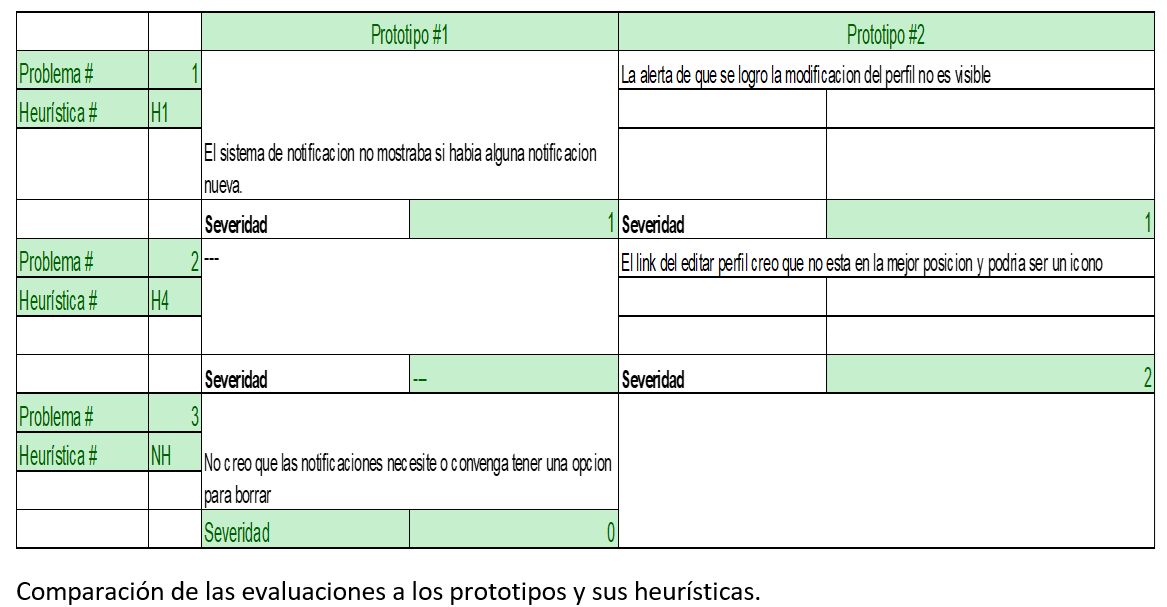 Prototipo #1 Prototipo #2
Problema # 1 La alerta de que se logro la modificacion del perfil no es visible
Heurística # H1
El sistema de notificacion no mostraba si habia alguna notificacion
nueva.
Severidad 1 Severidad 1
Problema # 2 --- El link del editar perfil creo que no esta en la mejor posicion y podria ser un icono
Heurística # H4
Severidad --- Severidad 2
Problema # 3
Heurística # NH
No creo que las notificaciones necesite o convenga tener una opcion
para borrar
Severidad 0
Comparación de las evaluaciones a los prototipos y sus heurísticas.